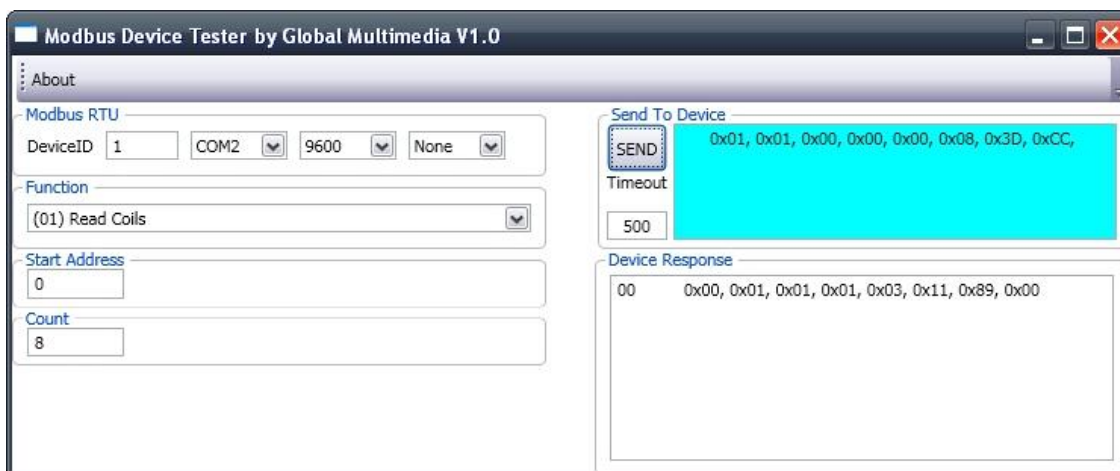 Modbus Device Tester by Global Multimedia V1.0
About
Modbus RTU
DeviceID 1 COM2 9600 None
Function
(01) Read Coils
Start Address
0
Count
8
Send To Device
SEND 0x01, 0x01, 0x00, 0x00, 0x00, 0x08, 0x3D, 0xCC,
Timeout
500
Device Response
00 0x00, 0x01, 0x01, 0x01, 0x03, 0x11, 0x89, 0x00